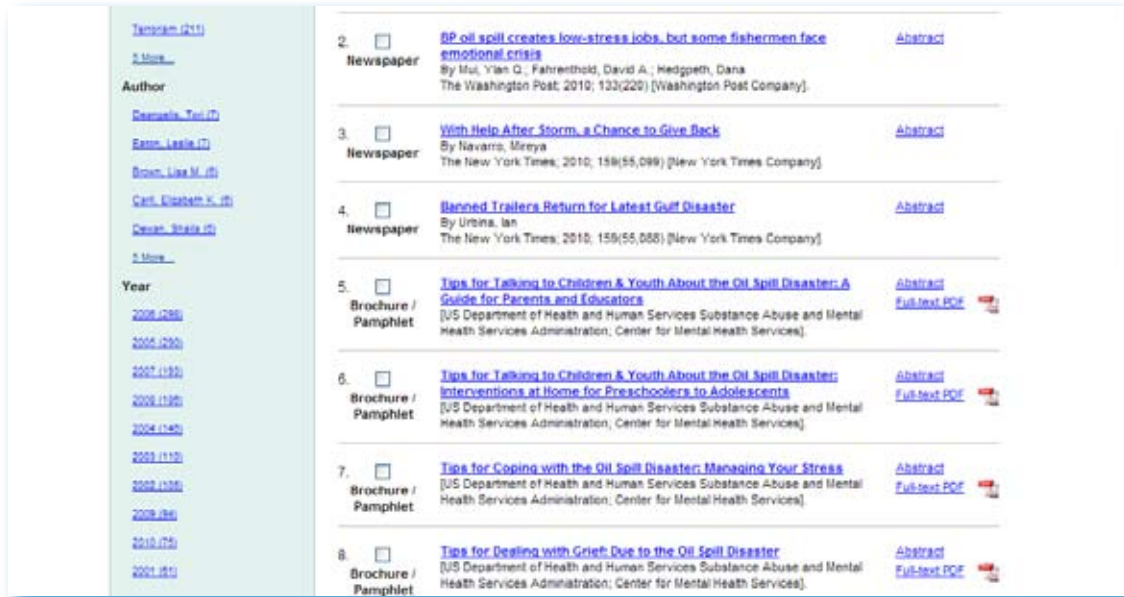 Terrorism (211)
5 More...
Author
Deangelis, Tori (7)
Eaton, Leslie (7)
Brown, Lisa M. (6)
Carll, Elizabeth K. (5)
Dewan, Shaila (5)
5 More...
Year
2006 (298)
2005 (290)
2007
2008
2004 (146)
2003 (110)
2002
2009 (94)
2010 (75)
2001 (51)
2.
Newspaper
BP oil spill creates low-stress jobs, but some fishermen face
emotional crisis
By Mui, Ylan Q.; Fahrenthold, David A.; Hedgpeth, Dana
The Washington Post; 2010; 133(220) [Washington Post Company].
Abstract
3.
Newspaper
With Help After Storm, a Chance to Give Back
By Navarro, Mireya
The New York Times; 2010; 159(55,099) [New York Times Company].
Abstract
4.
Newspaper
Banned Trailers Return for Latest Gulf Disaster
By Urbina, Ian
The New York Times; 2010; 159(55,088) [New York Times Company].
Abstract
5.
Brochure /
Pamphlet
Tips for Talking to Children & Youth About the Oil Spill Disaster: A
Guide for Parents and Educators
[US Department of Health and Human Services Substance Abuse and Mental
Health Services Administration; Center for Mental Health Services].
Abstract
Full-text PDF
6.
Brochure /
Pamphlet
Tips for Talking to Children & Youth About the Oil Spill Disaster:
Interventions at Home for Preschoolers to Adolescents
[US Department of Health and Human Services Substance Abuse and Mental
Health Services Administration; Center for Mental Health Services].
Abstract
Full-text PDF
7.
Brochure /
Pamphlet
Tips for Coping with the Oil Spill Disaster: Managing Your Stress
[US Department of Health and Human Services Substance Abuse and Mental
Health Services Administration; Center for Mental Health Services].
Abstract
Full-text PDF
8.
Brochure /
Pamphlet
Tips for Dealing with Grief: Due to the Oil Spill Disaster
[US Department of Health and Human Services Substance Abuse and Mental
Health Services Administration; Center for Mental Health Services].
Abstract
Full-text PDF